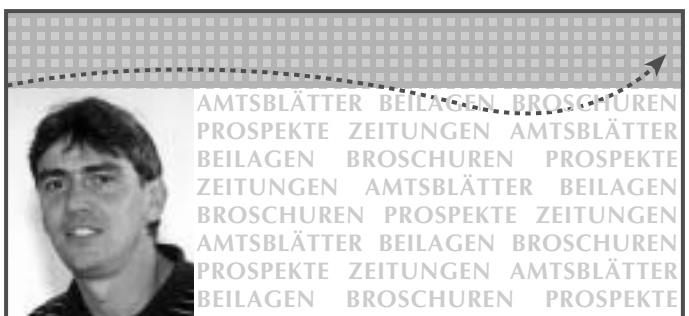 AMTSBLÄTTER BEILAGEN BROSCHUREN
PROSPEKTE ZEITUNGEN AMTSBLÄTTER
BEILAGEN BROSCHUREN PROSPEKTE
ZEITUNGEN AMTSBLÄTTER BEILAGEN
BROSCHUREN PROSPEKTE ZEITUNGEN
AMTSBLÄTTER BEILAGEN BROSCHUREN
PROSPEKTE ZEITUNGEN AMTSBLÄTTER
BEILAGEN BROSCHUREN PROSPEKTE